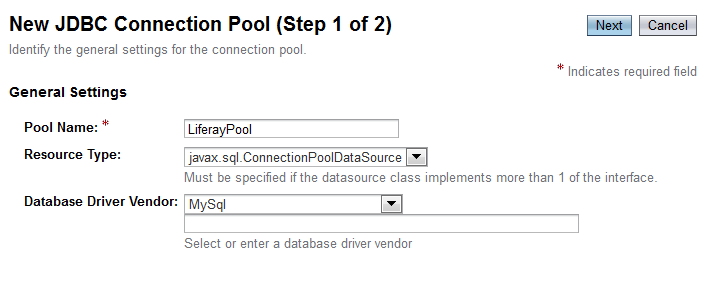 New JDBC Connection Pool (Step 1 of 2)
Next Cancel
Identify the general settings for the connection pool.
* Indicates required field
General Settings
Pool Name: * LiferayPool
Resource Type: javax.sql.ConnectionPoolDataSource
Must be specified if the datasource class implements more than 1 of the interface.
Database Driver Vendor: MySql
Select or enter a database driver vendor